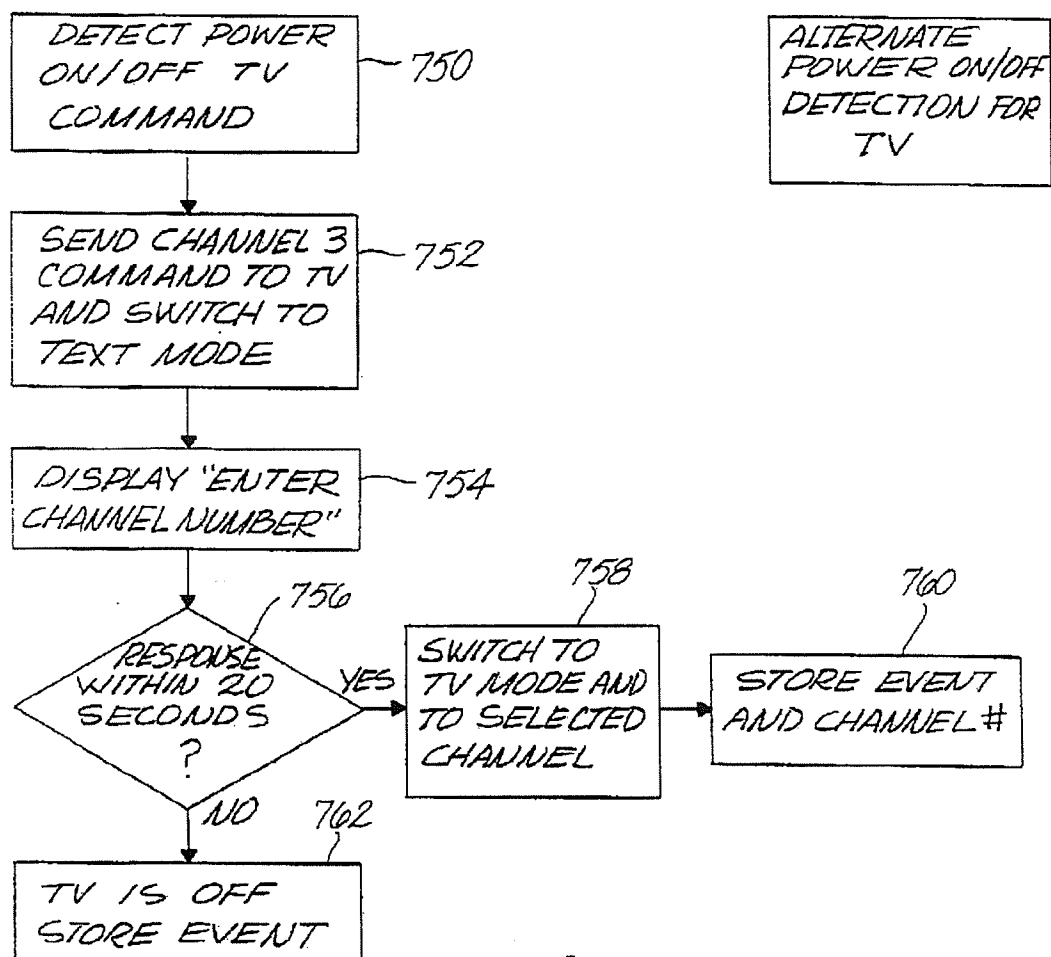 DETECT POWER
ON/OFF TV
COMMAND
750
ALTERNATE
POWER ON/OFF
DETECTION FOR
TV
SEND CHANNEL 3
COMMAND TO TV
AND SWITCH TO
TEXT MODE
752
DISPLAY "ENTER
CHANNEL NUMBER"
754
RESPONSE
WITHIN 20
SECONDS
?
756
YES
NO
SWITCH TO
TV MODE AND
TO SELECTED
CHANNEL
758
STORE EVENT
AND CHANNEL #
760
TV IS OFF
STORE EVENT
762